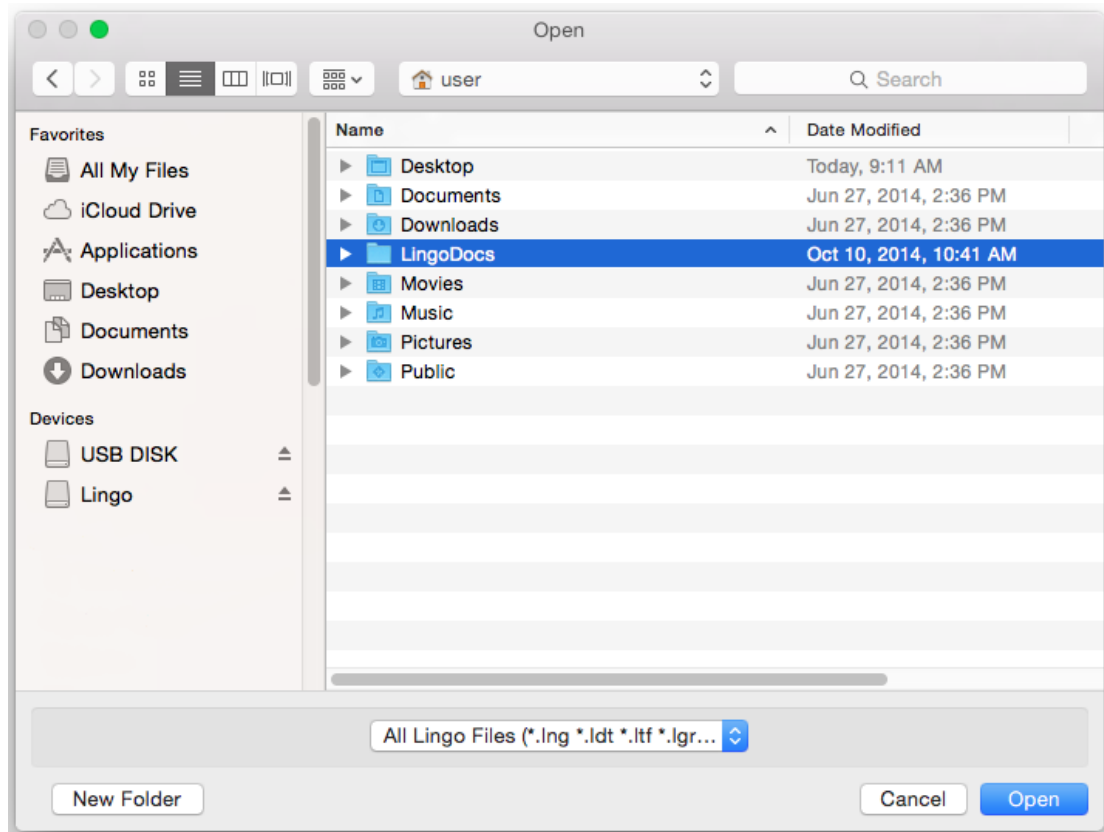 Open
user
Search
Favorites
All My Files
iCloud Drive
Applications
Desktop
Documents
Downloads
Devices
USB DISK
Lingo
Name Date Modified
Desktop Today, 9:11 AM
Documents Jun 27, 2014, 2:36 PM
Downloads Jun 27, 2014, 2:36 PM
LingoDocs Oct 10, 2014, 10:41 AM
Movies Jun 27, 2014, 2:36 PM
Music Jun 27, 2014, 2:36 PM
Pictures Jun 27, 2014, 2:36 PM
Public Jun 27, 2014, 2:36 PM
All Lingo Files (*.lng *.ldt *.ltf *.lgr...
New Folder Cancel Open